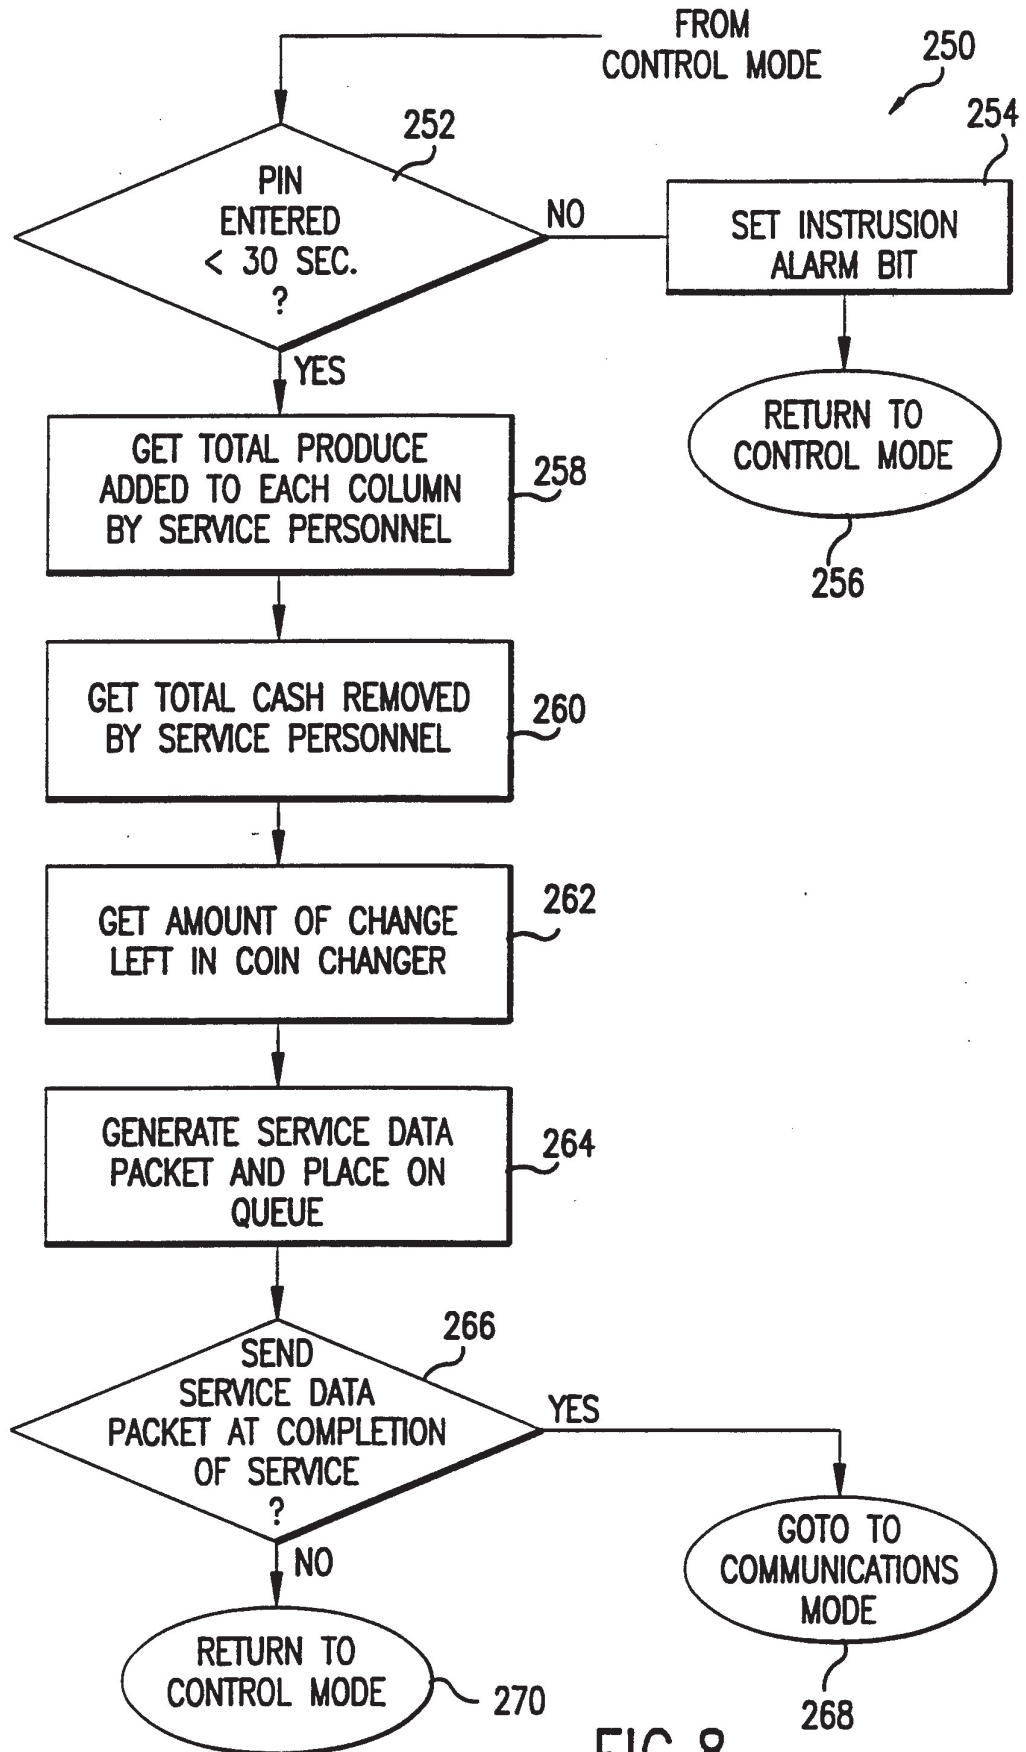 FROM
CONTROL MODE
250
252
254
PIN
ENTERED
< 30 SEC.
?
NO
SET INSTRUSION
ALARM BIT
YES
RETURN TO
CONTROL MODE
256
GET TOTAL PRODUCE
ADDED TO EACH COLUMN
BY SERVICE PERSONNEL
258
GET TOTAL CASH REMOVED
BY SERVICE PERSONNEL
260
GET AMOUNT OF CHANGE
LEFT IN COIN CHANGER
262
GENERATE SERVICE DATA
PACKET AND PLACE ON
QUEUE
264
266
SEND
SERVICE DATA
PACKET AT COMPLETION
OF SERVICE
?
YES
NO
GOTO TO
COMMUNICATIONS
MODE
268
RETURN TO
CONTROL MODE
270
FIG.8